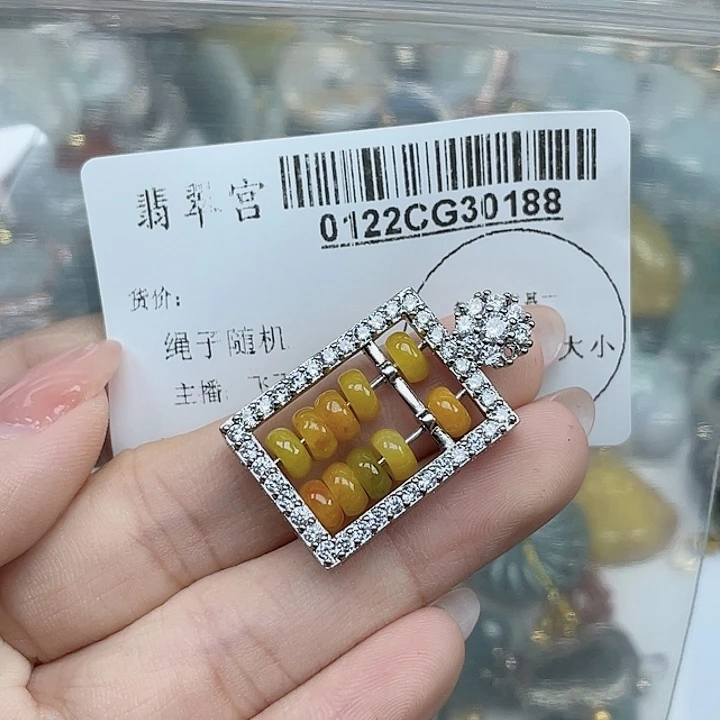 翡翠宫
0122CG30188
货价：
绳子随机
大小
主播